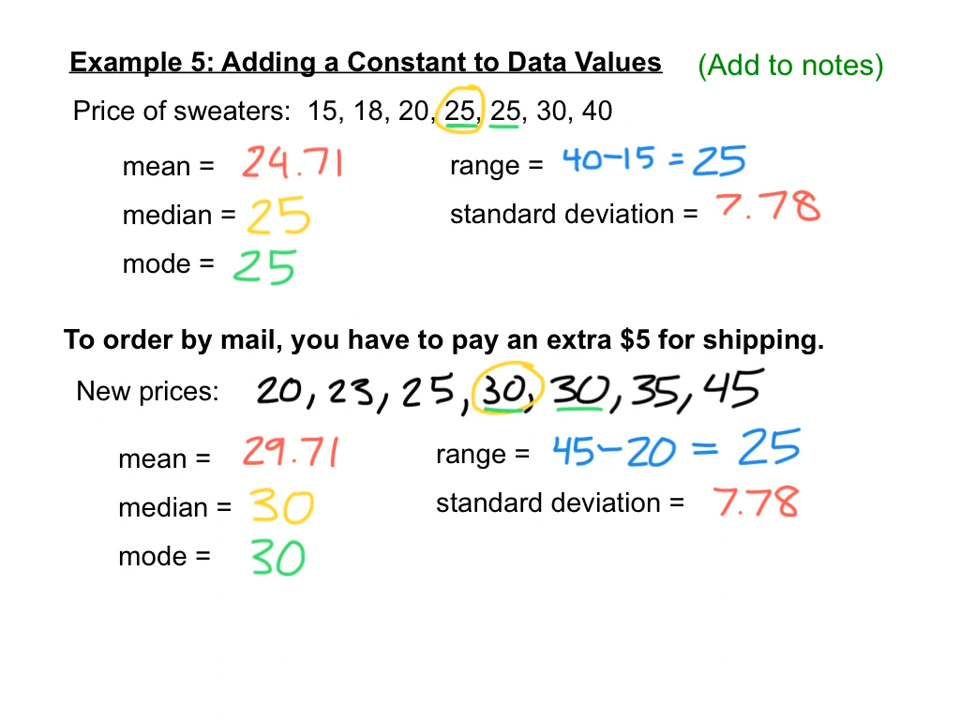 Example 5: Adding a Constant to Data Values (Add to notes)
Price of sweaters: 15, 18, 20, 25, 25, 30, 40
mean = 24.71 range = 40-15 = 25
median = 25 standard deviation = 7.78
mode = 25
To order by mail, you have to pay an extra $5 for shipping.
New prices: 20, 23, 25, 30, 30, 35, 45
mean = 29.71 range = 45-20 = 25
median = 30 standard deviation = 7.78
mode = 30